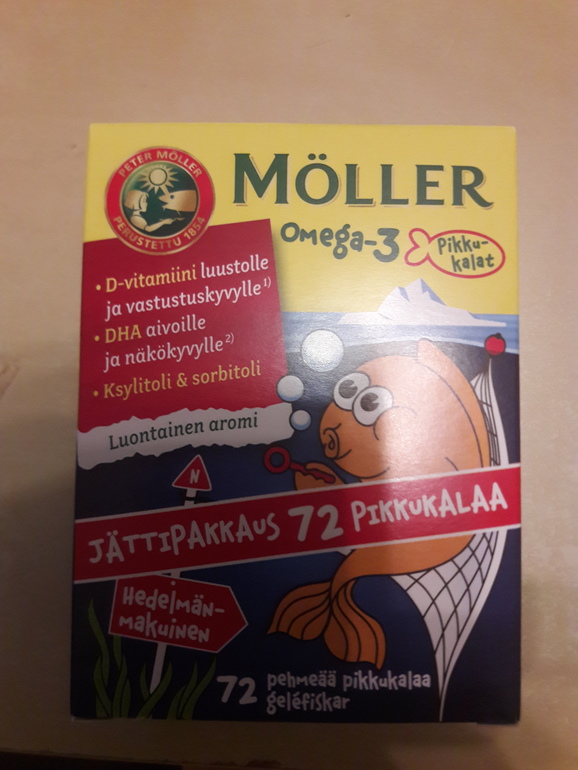 PETER MÖLLER
PERUSTETTU 1854
MÖLLER
Omega-3
Pikku-
kalat
• D-vitamiini luustolle
ja vastustuskyvylle 1)
• DHA aivoille
ja näkökyvylle 2)
• Ksylitoli & sorbitoli
Luontainen aromi
N
JÄTTIPAKKAUS 72 PIKKUKALAA
Hedelmän-
makuinen
72 pehmeää pikkukalaa
geléfiskar